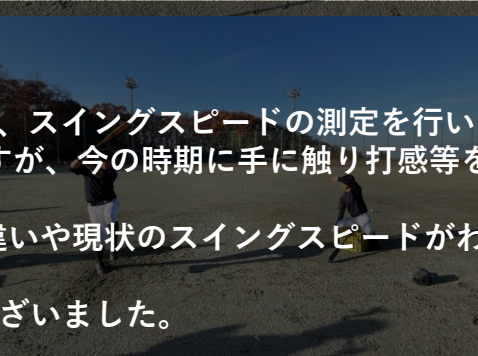 、スイングスピードの測定を行い
すが、今の時期に手に触り打感等を
違いや現状のスイングスピードがわ
ざいました。